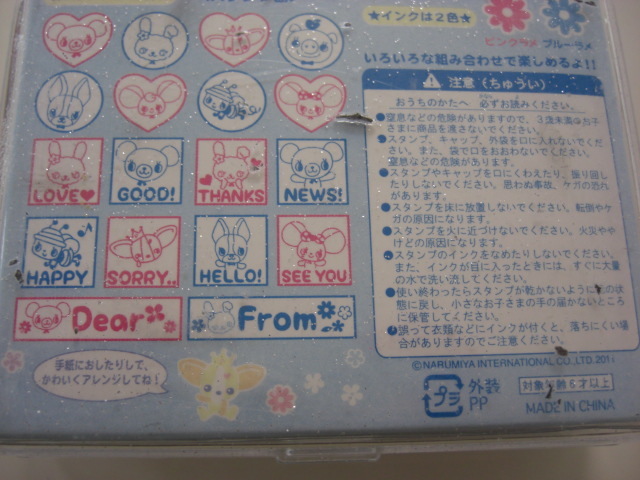 ★インクは2色★
ピンクラメ ブルーラメ
いろいろな組み合わせで楽しめるよ!!
注意(ちゅうい)
おうちのかたへ 必ずお読みください。
●窒息などの危険がありますので、3歳未満のお子
さまに商品を渡さないでください。
●スタンプ、キャップ、外袋を口に入れないでくだ
さい。また、袋で口をおおわないでください。
窒息などの危険があります。
●スタンプやキャップを口にくわえたり、振り回し
たりしないでください。思わぬ事故、ケガの恐れ
があります。
●スタンプを床に放置しないでください。転倒やケ
ガの原因になります。
●スタンプを火に近づけないでください。火災やや
けどの原因になります。
●スタンプのインクをなめたりしないでください。
また、インクが目に入ったときには、すぐに大量
の水で洗い流してください。
●使い終わったらスタンプが乾かないように元の状
態に戻し、小さなお子さまの手の届かないところ
に保管してください。
●誤って衣類などにインクが付くと、落ちにくい場
合がありますのでご注意ください。
LOVE♥ GOOD! THANKS NEWS!
HAPPY SORRY.. HELLO! SEE YOU
Dear From
手紙におしたりして、
かわいくアレンジしてね!
©NARUMIYA INTERNATIONAL CO.,LTD.201
プラ 外装
PP
対象年齢6才以上
MADE IN CHINA